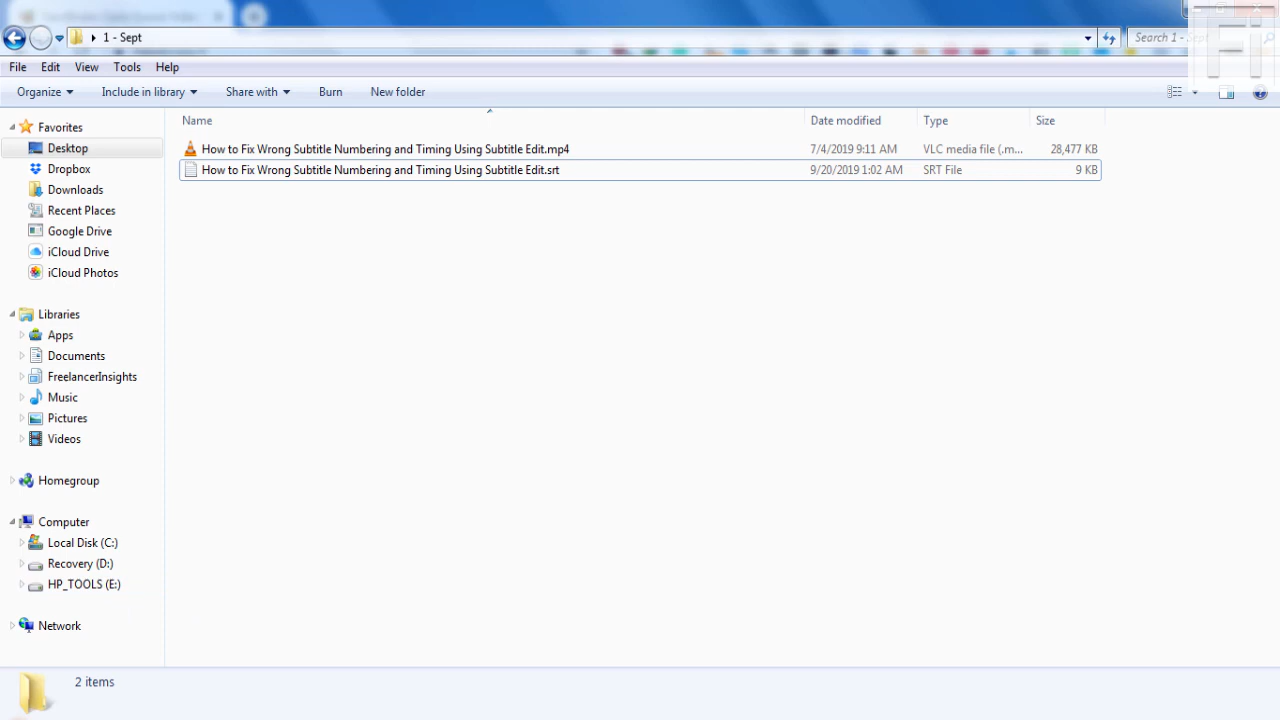 1 - Sept
Search 1 - Sept
File Edit View Tools Help
Organize Include in library Share with Burn New folder
Name Date modified Type Size
How to Fix Wrong Subtitle Numbering and Timing Using Subtitle Edit.mp4 7/4/2019 9:11 AM VLC media file (.m... 28,477 KB
How to Fix Wrong Subtitle Numbering and Timing Using Subtitle Edit.srt 9/20/2019 1:02 AM SRT File 9 KB
Favorites
Desktop
Dropbox
Downloads
Recent Places
Google Drive
iCloud Drive
iCloud Photos
Libraries
Apps
Documents
FreelancerInsights
Music
Pictures
Videos
Homegroup
Computer
Local Disk (C:)
Recovery (D:)
HP_TOOLS (E:)
Network
2 items
Fi